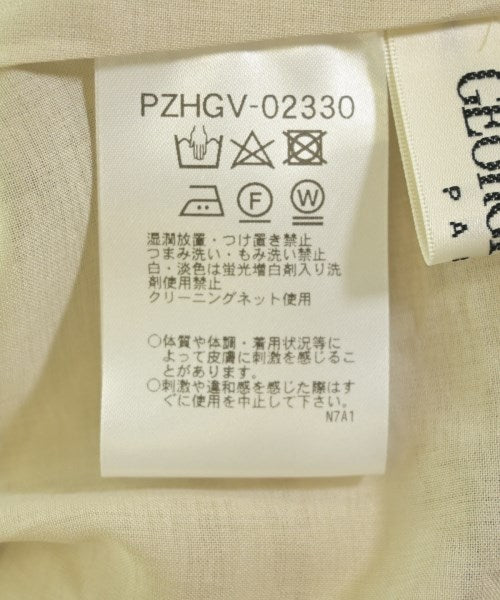 PZHGV-02330
F
W
湿潤放置・つけ置き禁止
つまみ洗い・もみ洗い禁止
白・淡色は蛍光増白剤入り洗
剤使用禁止
クリーニングネット使用
○体質や体調・着用状況等に
よって皮膚に刺激を感じるこ
とがあります。
○刺激や違和感を感じた際はす
ぐに使用を中止して下さい。
N7A1